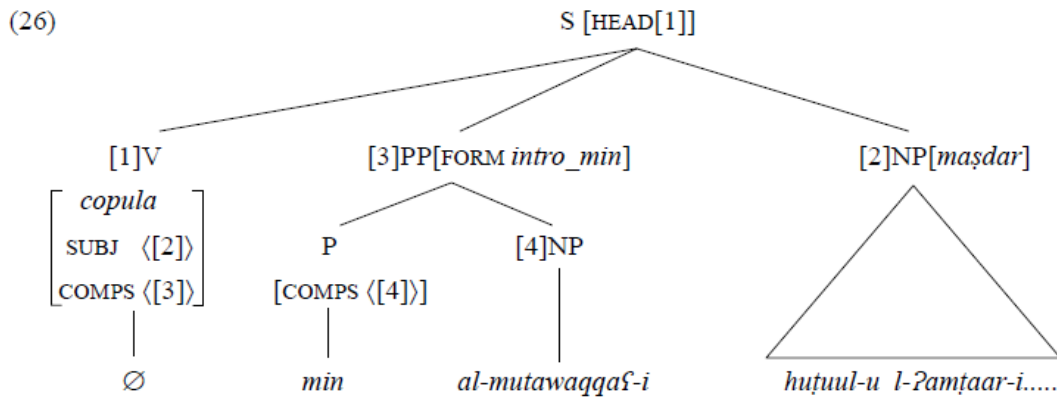 (26) S [HEAD[1]]
[1]V [3]PP[FORM intro_min] [2]NP[maṣdar]
copula
SUBJ ⟨[2]⟩ P [4]NP
COMPS ⟨[3]⟩ [COMPS ⟨[4]⟩]
∅ min al-mutawaqqaʕ-i huṭuul-u l-ʔamṭaar-i.....